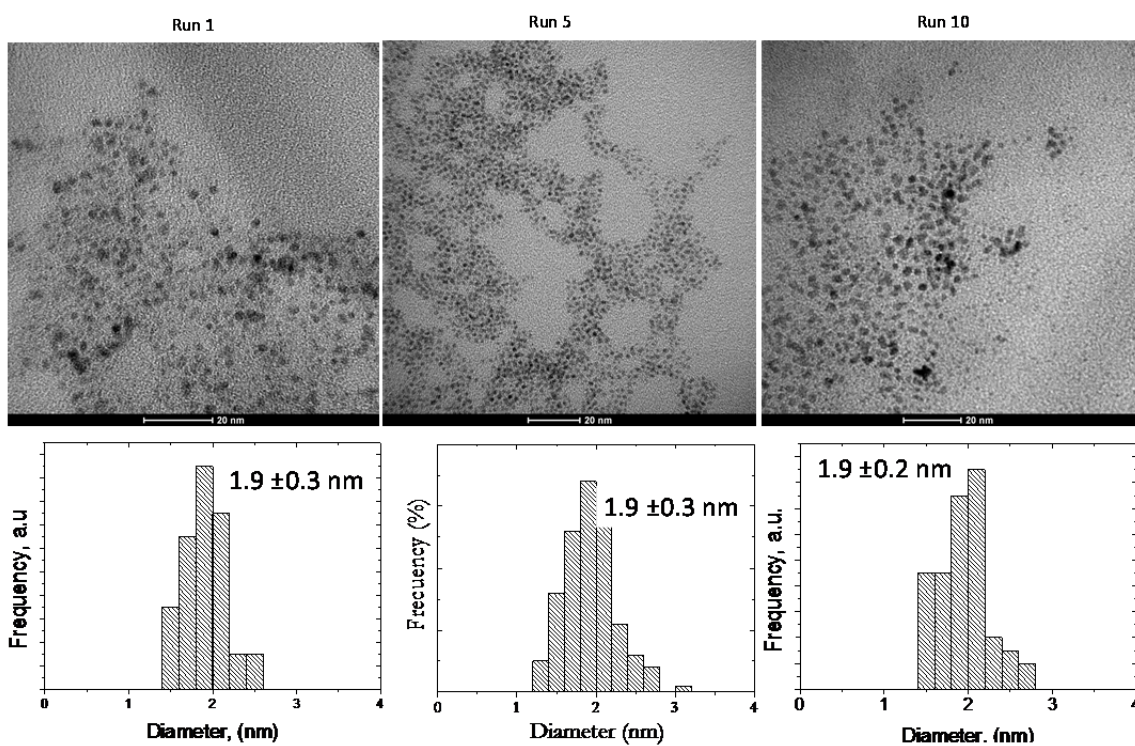 Run 1
Run 5
Run 10
20 nm
20 nm
20 nm
1.9 ±0.3 nm
Frequency, a.u
0 1 2 3 4
Diameter, (nm)
1.9 ±0.3 nm
Frecuency (%)
0 1 2 3 4
Diameter (nm)
1.9 ±0.2 nm
Frequency, a.u.
0 1 2 3 4
Diameter. (nm)